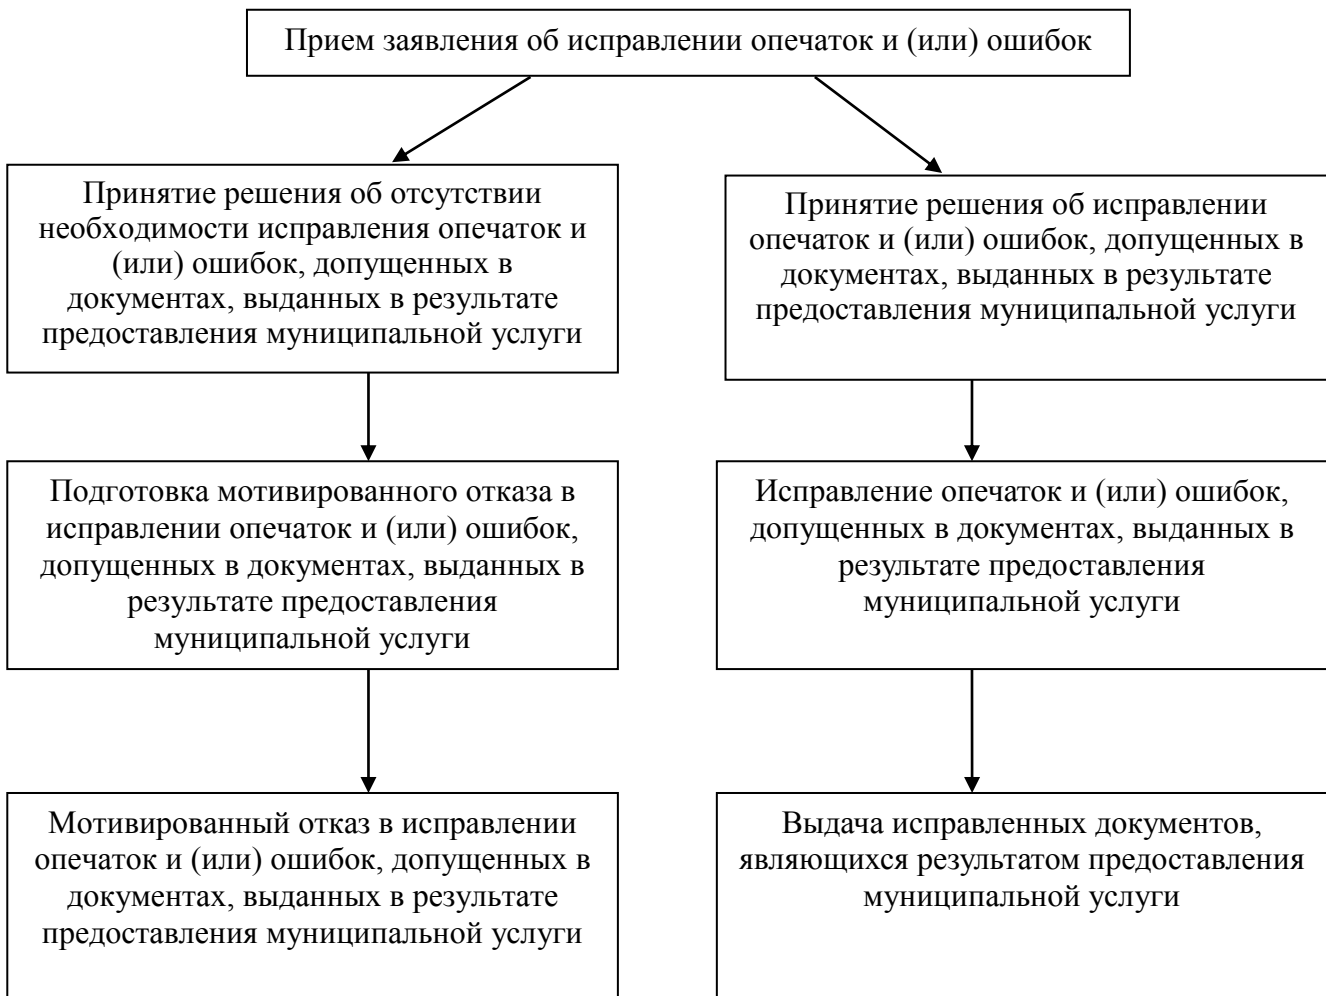 Прием заявления об исправлении опечаток и (или) ошибок
Принятие решения об отсутствии
необходимости исправления опечаток и
(или) ошибок, допущенных в
документах, выданных в результате
предоставления муниципальной услуги
Принятие решения об исправлении
опечаток и (или) ошибок, допущенных в
документах, выданных в результате
предоставления муниципальной услуги
Подготовка мотивированного отказа в
исправлении опечаток и (или) ошибок,
допущенных в документах, выданных в
результате предоставления
муниципальной услуги
Исправление опечаток и (или) ошибок,
допущенных в документах, выданных в
результате предоставления
муниципальной услуги
Мотивированный отказ в исправлении
опечаток и (или) ошибок, допущенных в
документах, выданных в результате
предоставления муниципальной услуги
Выдача исправленных документов,
являющихся результатом предоставления
муниципальной услуги